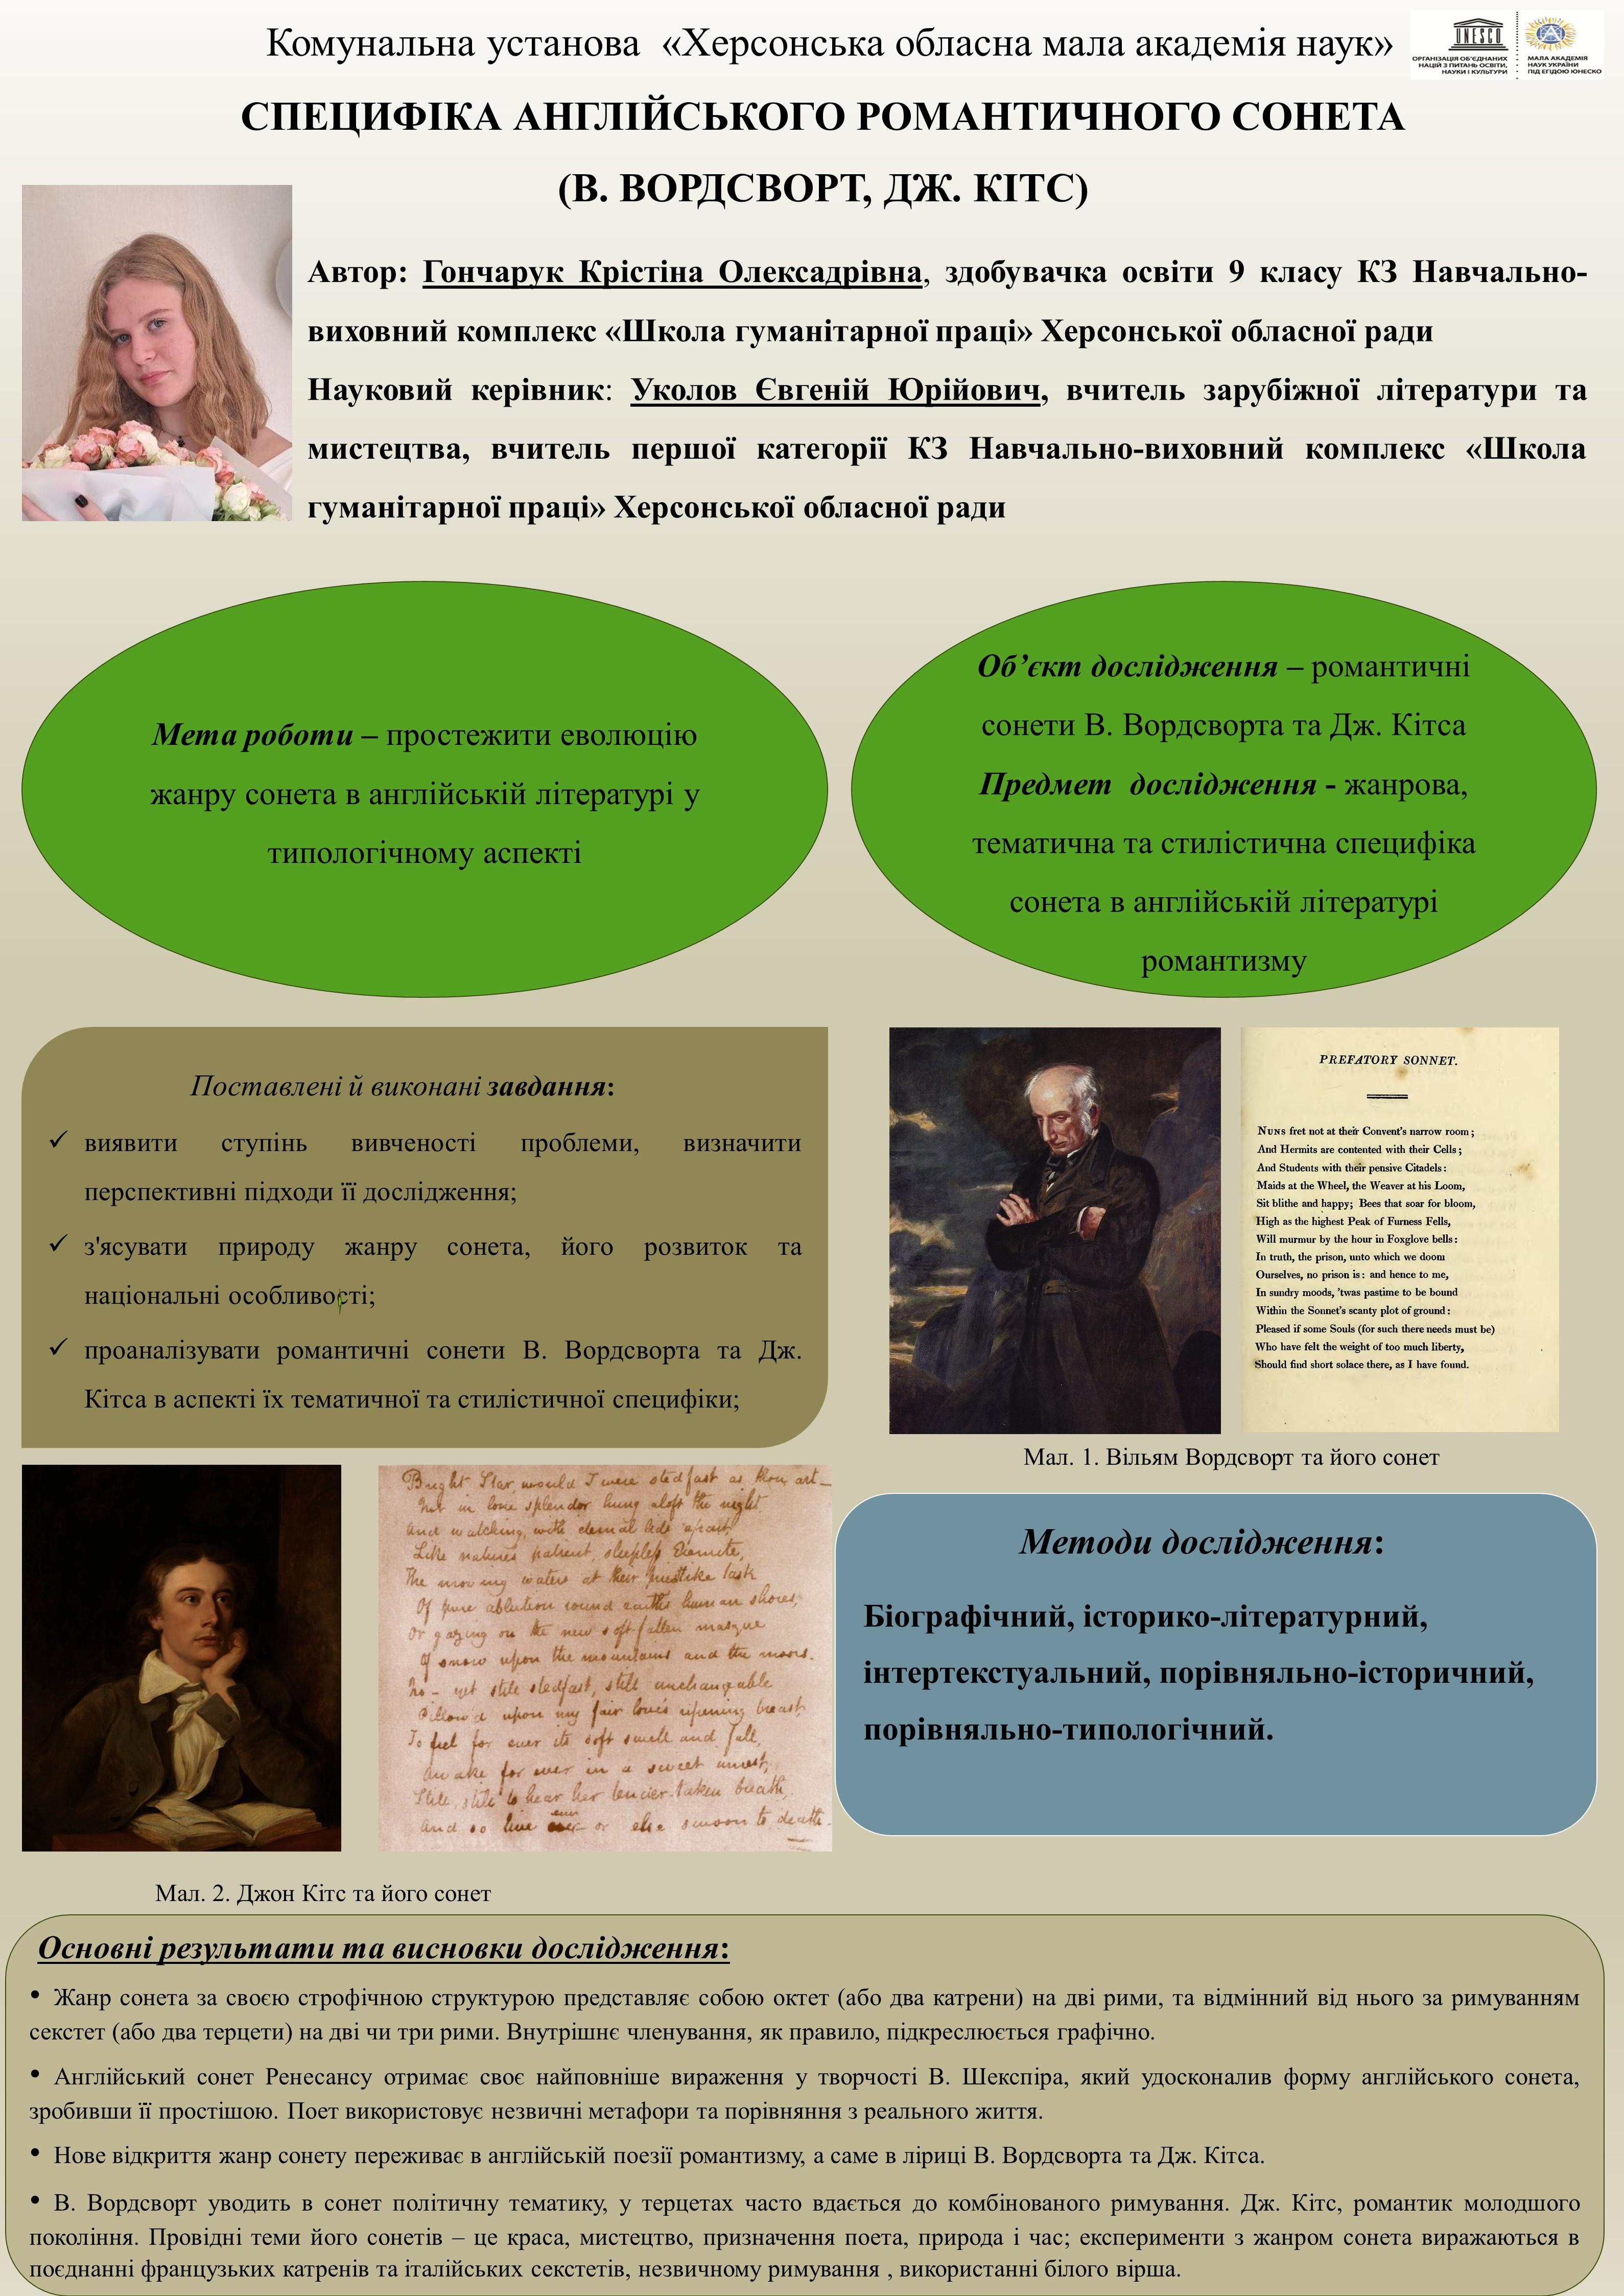 Комунальна установа «Херсонська обласна мала академія наук»
UNESCO
ОРГАНІЗАЦІЯ ОБ'ЄДНАНИХ
НАЦІЙ З ПИТАНЬ ОСВІТИ,
НАУКИ І КУЛЬТУРИ
МАЛА АКАДЕМІЯ
НАУК УКРАЇНИ
ПІД ЕГІДОЮ ЮНЕСКО
СПЕЦИФІКА АНГЛІЙСЬКОГО РОМАНТИЧНОГО СОНЕТА
(В. ВОРДСВОРТ, ДЖ. КІТС)
Автор: Гончарук Крістіна Олексадрівна, здобувачка освіти 9 класу КЗ Навчально-
виховний комплекс «Школа гуманітарної праці» Херсонської обласної ради
Науковий керівник: Уколов Євгеній Юрійович, вчитель зарубіжної літератури та
мистецтва, вчитель першої категорії КЗ Навчально-виховний комплекс «Школа
гуманітарної праці» Херсонської обласної ради
Мета роботи – простежити еволюцію
жанру сонета в англійській літературі у
типологічному аспекті
Об’єкт дослідження – романтичні
сонети В. Вордсворта та Дж. Кітса
Предмет дослідження - жанрова,
тематична та стилістична специфіка
сонета в англійській літературі
романтизму
Поставлені й виконані завдання:
✓ виявити ступінь вивченості проблеми, визначити
перспективні підходи її дослідження;
✓ з'ясувати природу жанру сонета, його розвиток та
національні особливості;
✓ проаналізувати романтичні сонети В. Вордсворта та Дж.
Кітса в аспекті їх тематичної та стилістичної специфіки;
PREFATORY SONNET.
NUNS fret not at their Convent's narrow room;
And Hermits are contented with their Cells;
And Students with their pensive Citadels:
Maids at the Wheel, the Weaver at his Loom,
Sit blithe and happy; Bees that soar for bloom,
High as the highest Peak of Furness Fells,
Will murmur by the hour in Foxglove bells:
In truth, the prison, unto which we doom
Ourselves, no prison is: and hence to me,
In sundry moods, 'twas pastime to be bound
Within the Sonnet's scanty plot of ground:
Pleased if some Souls (for such there needs must be)
Who have felt the weight of too much liberty,
Should find short solace there, as I have found.
Мал. 1. Вільям Вордсворт та його сонет
Bright Star, would I were stedfast as thou art—
Not in lone splendor hung aloft the night
And watching, with eternal lids apart,
Like natures patient, sleepless Eremite,
The moving waters at their priestlike task
Of pure ablution round earth's human shores,
Or gazing on the new soft-fallen masque
Of snow upon the mountains and the moors.
No — yet still stedfast, still unchangeable
Pillow'd upon my fair love's ripening breast,
To feel for ever its soft swell and fall,
Awake for ever in a sweet unrest,
Still, still to hear her tender-taken breath,
And so live ever — or else swoon to death—
Мал. 2. Джон Кітс та його сонет
Методи дослідження:
Біографічний, історико-літературний,
інтертекстуальний, порівняльно-історичний,
порівняльно-типологічний.
Основні результати та висновки дослідження:
• Жанр сонета за своєю строфічною структурою представляє собою октет (або два катрени) на дві рими, та відмінний від нього за римуванням
секстет (або два терцети) на дві чи три рими. Внутрішнє членування, як правило, підкреслюється графічно.
• Англійський сонет Ренесансу отримає своє найповніше вираження у творчості В. Шекспіра, який удосконалив форму англійського сонета,
зробивши її простішою. Поет використовує незвичні метафори та порівняння з реального життя.
• Нове відкриття жанр сонету переживає в англійській поезії романтизму, а саме в ліриці В. Вордсворта та Дж. Кітса.
• В. Вордсворт уводить в сонет політичну тематику, у терцетах часто вдається до комбінованого римування. Дж. Кітс, романтик молодшого
покоління. Провідні теми його сонетів – це краса, мистецтво, призначення поета, природа і час; експерименти з жанром сонета виражаються в
поєднанні французьких катренів та італійських секстетів, незвичному римування , використанні білого вірша.